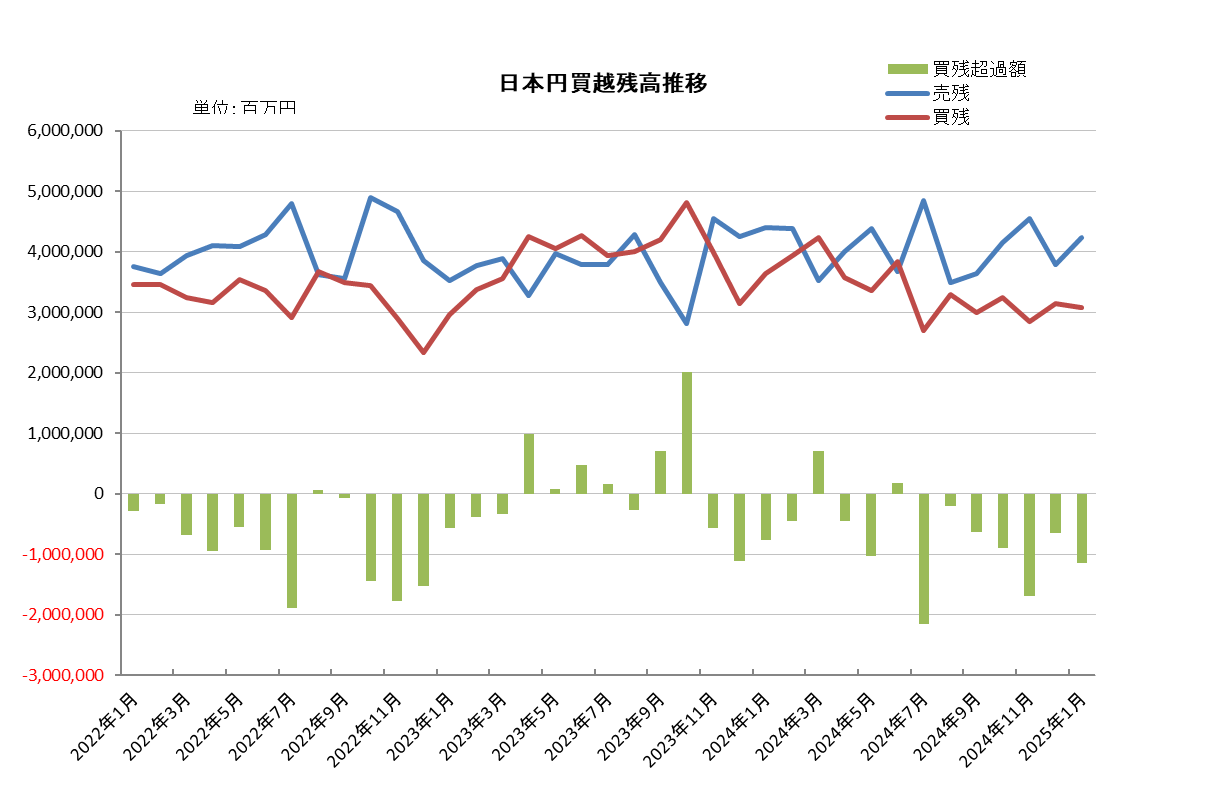 日本円買越残高推移
買残超過額
売残
買残
単位:百万円
6,000,000
5,000,000
4,000,000
3,000,000
2,000,000
1,000,000
0
-1,000,000
-2,000,000
-3,000,000
2022年1月
2022年3月
2022年5月
2022年7月
2022年9月
2022年11月
2023年1月
2023年3月
2023年5月
2023年7月
2023年9月
2023年11月
2024年1月
2024年3月
2024年5月
2024年7月
2024年9月
2024年11月
2025年1月